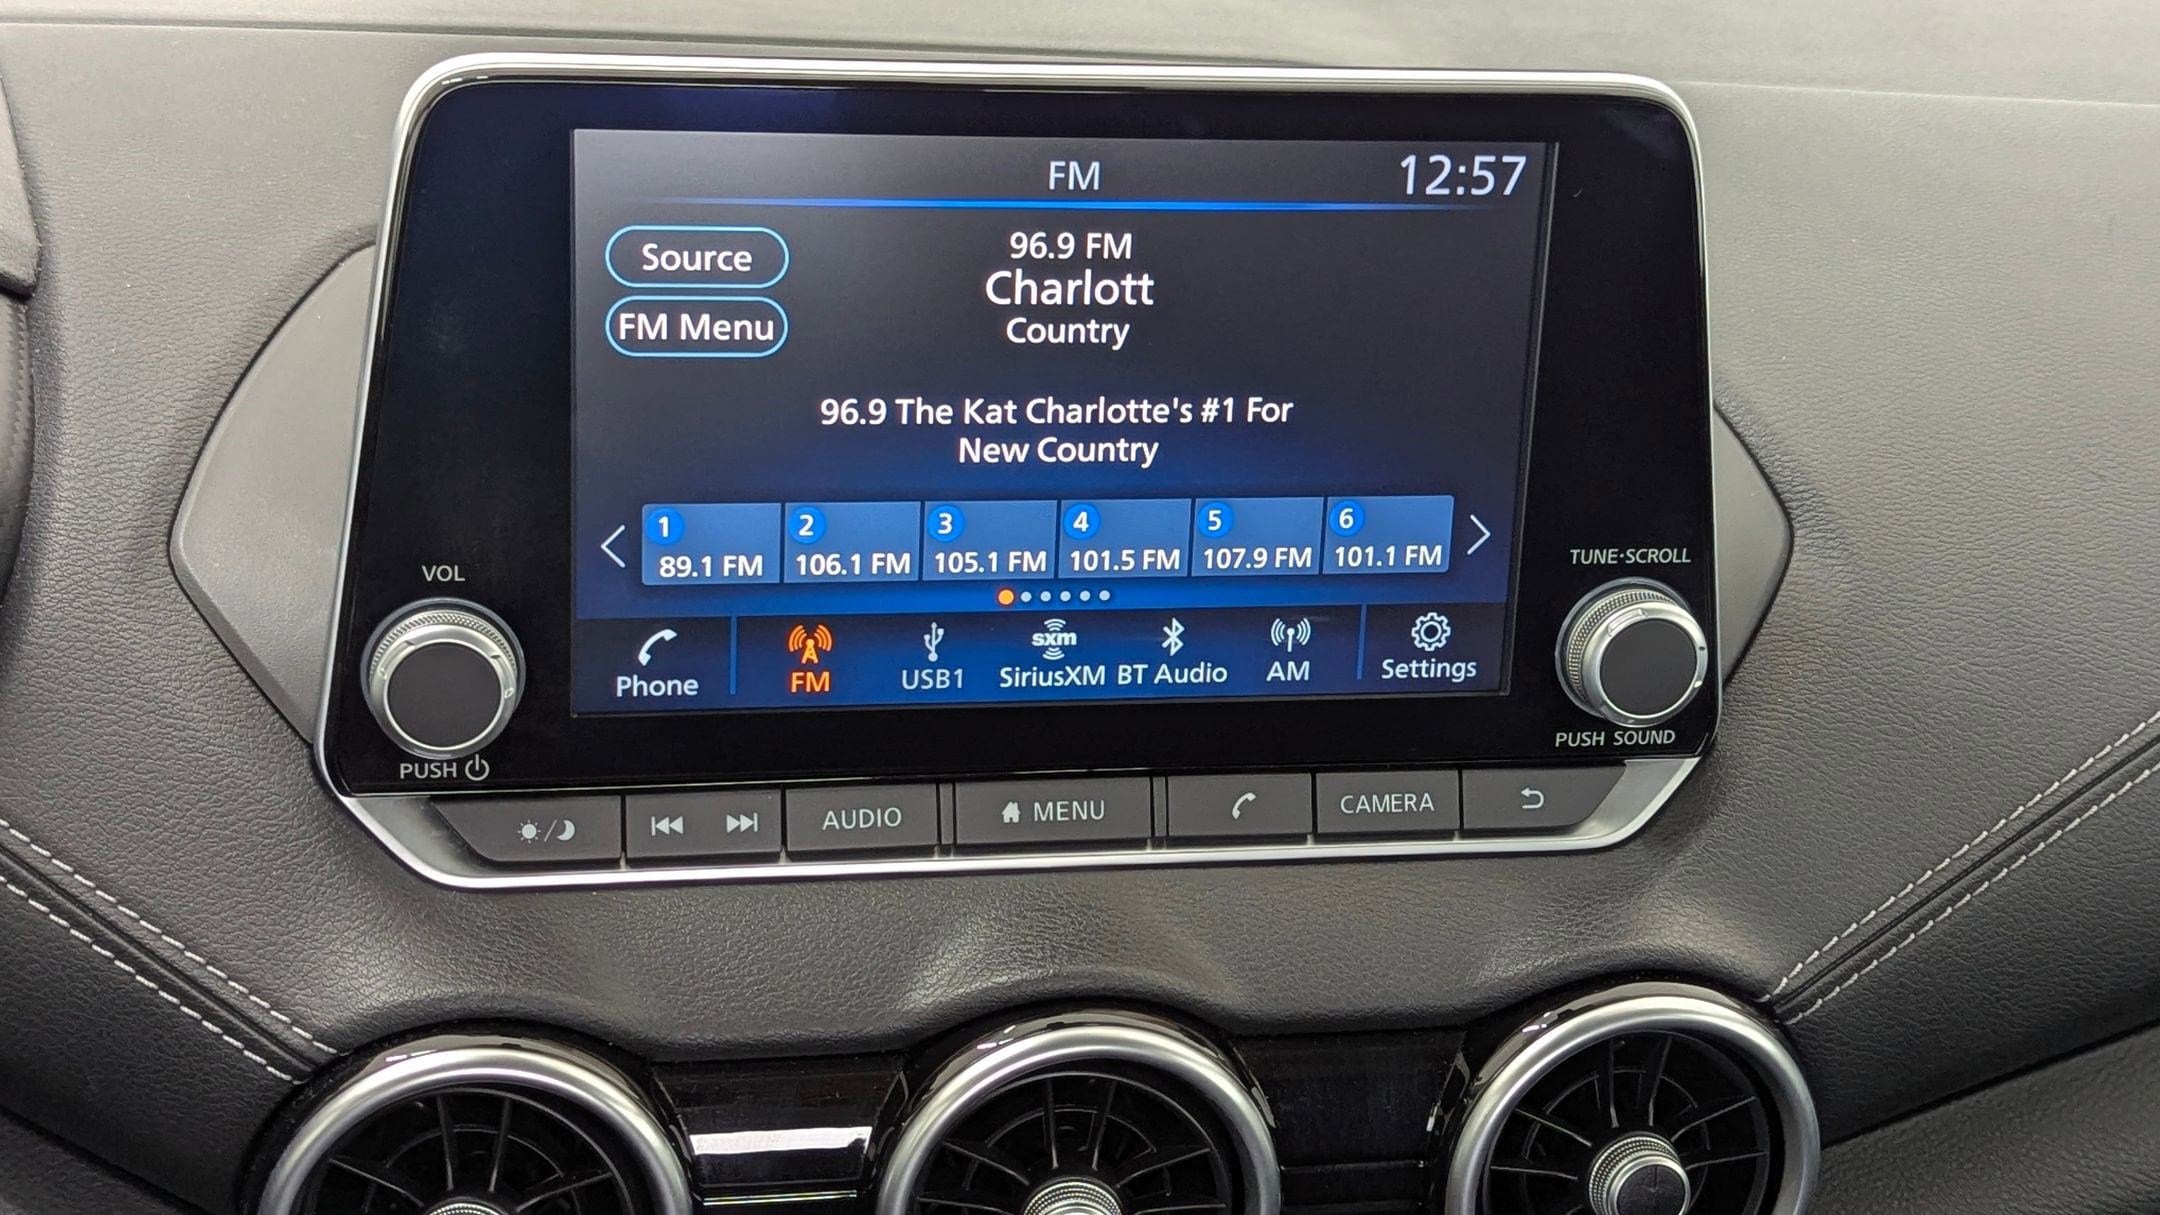 FM 12:57
Source
FM Menu
96.9 FM
Charlott
Country
96.9 The Kat Charlotte's #1 For
New Country
1 2 3 4 5 6
89.1 FM 106.1 FM 105.1 FM 101.5 FM 107.9 FM 101.1 FM
sxm
Phone FM USB1 SiriusXM BT Audio AM Settings
VOL
PUSH
TUNE·SCROLL
PUSH SOUND
AUDIO MENU CAMERA